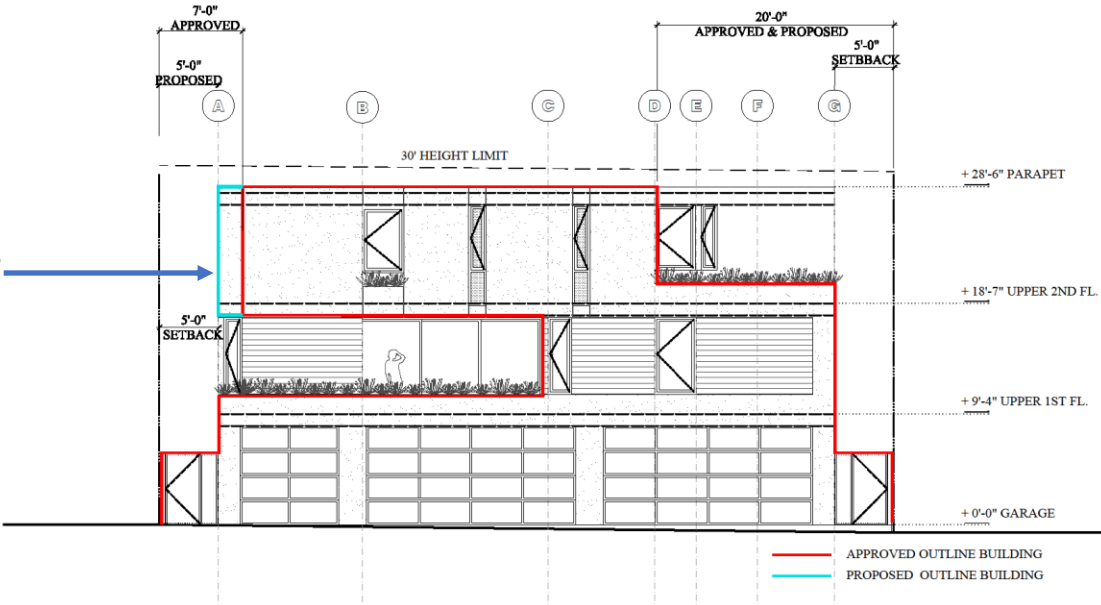 7'-0"
APPROVED
20'-0"
APPROVED & PROPOSED
5'-0"
SETBBACK
5'-0"
PROPOSED
A B C D E F G
30' HEIGHT LIMIT
+ 28'-6" PARAPET
+ 18'-7" UPPER 2ND FL.
5'-0"
SETBACK
+ 9'-4" UPPER 1ST FL.
+ 0'-0" GARAGE
APPROVED OUTLINE BUILDING
PROPOSED OUTLINE BUILDING